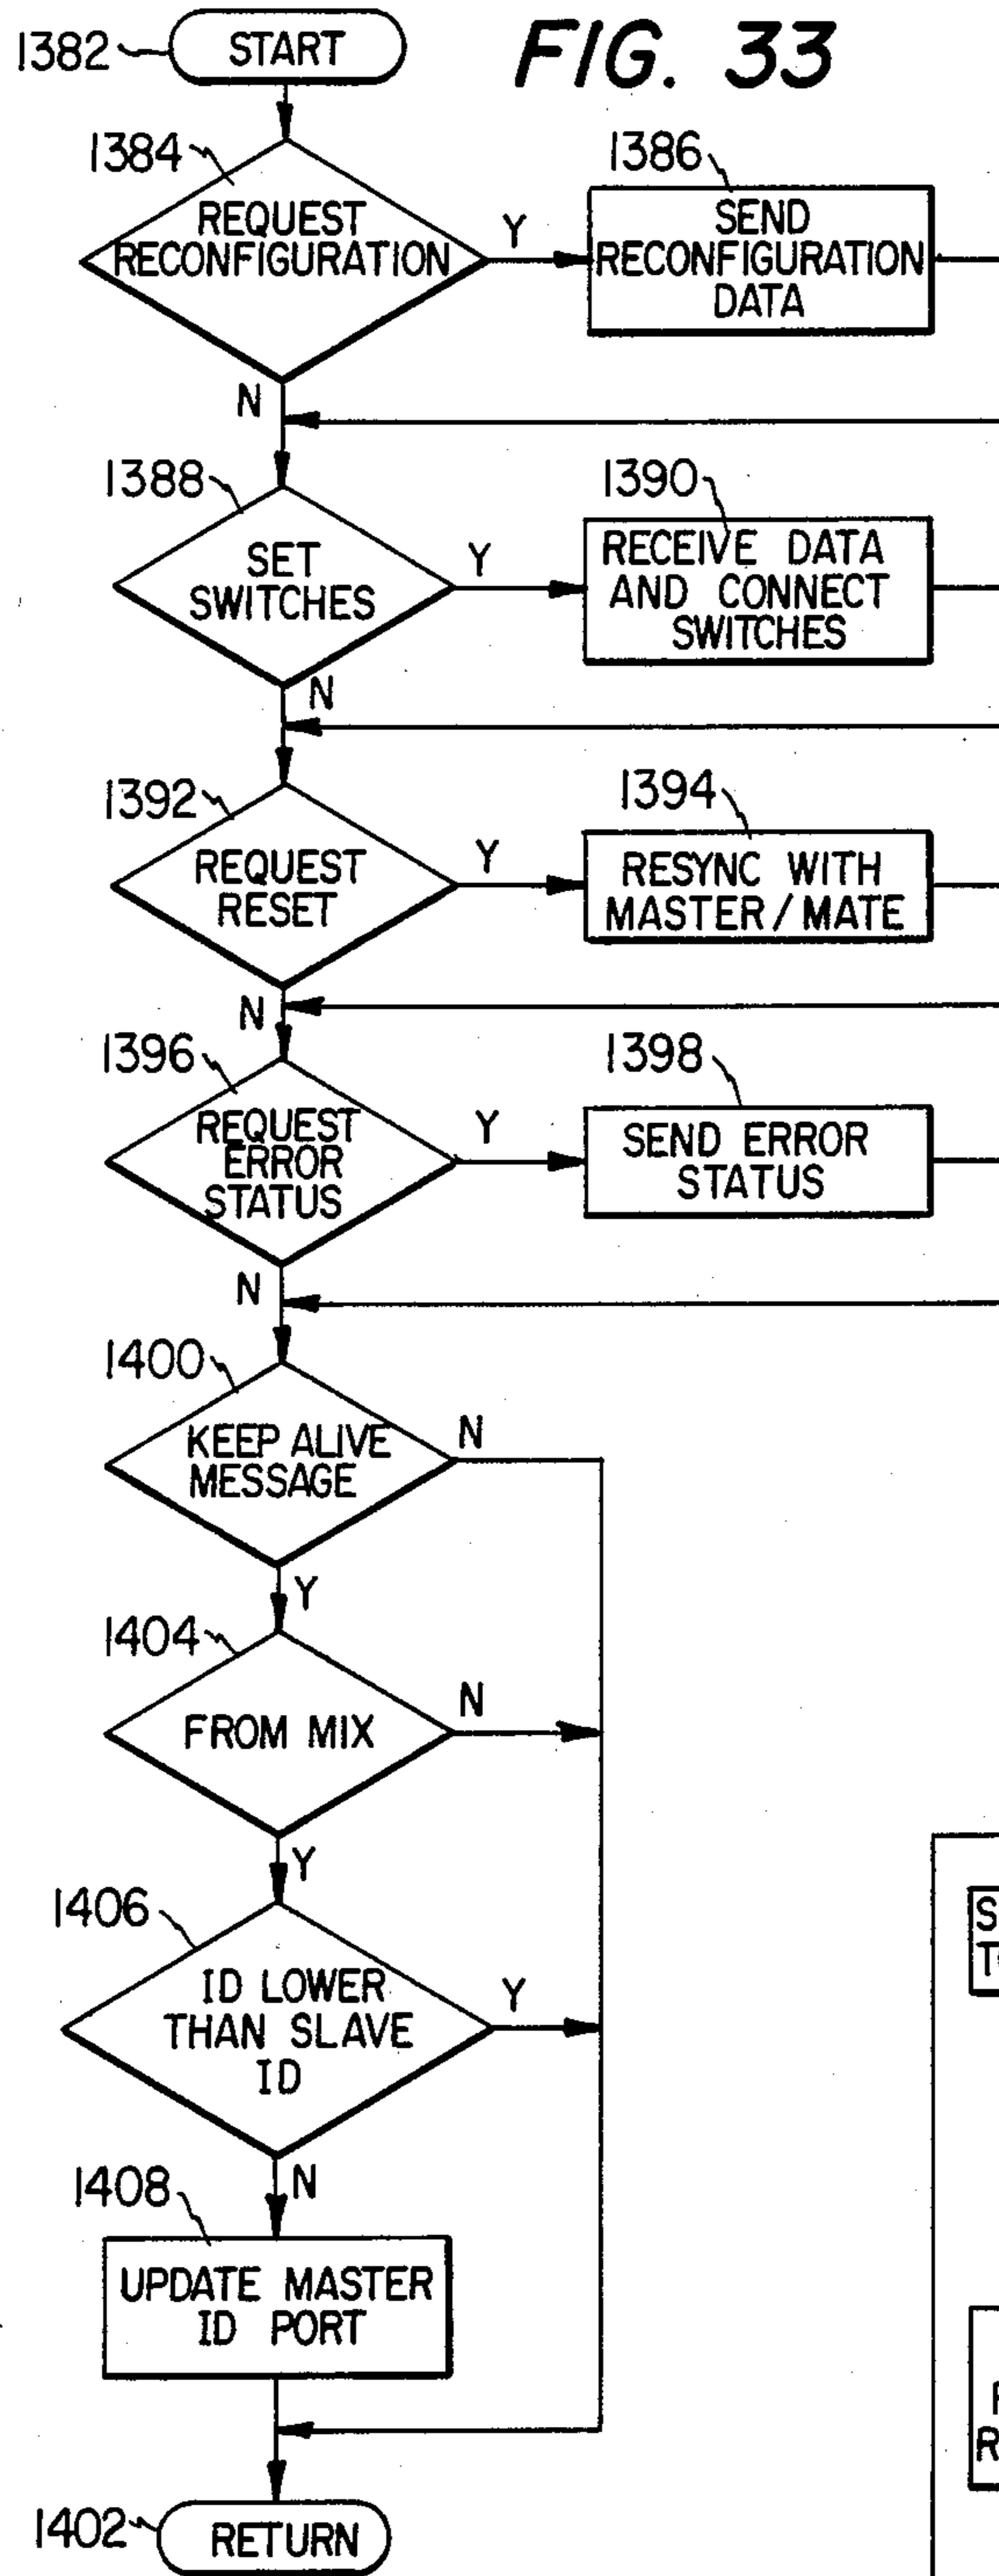 FIG. 33
1382
START
1384
REQUEST
RECONFIGURATION
Y
1386
SEND
RECONFIGURATION
DATA
N
1388
SET
SWITCHES
Y
1390
RECEIVE DATA
AND CONNECT
SWITCHES
N
1392
REQUEST
RESET
Y
1394
RESYNC WITH
MASTER/MATE
N
1396
REQUEST
ERROR
STATUS
Y
1398
SEND ERROR
STATUS
N
1400
KEEP ALIVE
MESSAGE
N
Y
1404
FROM MIX
N
Y
1406
ID LOWER
THAN SLAVE
ID
Y
N
1408
UPDATE MASTER
ID PORT
1402
RETURN